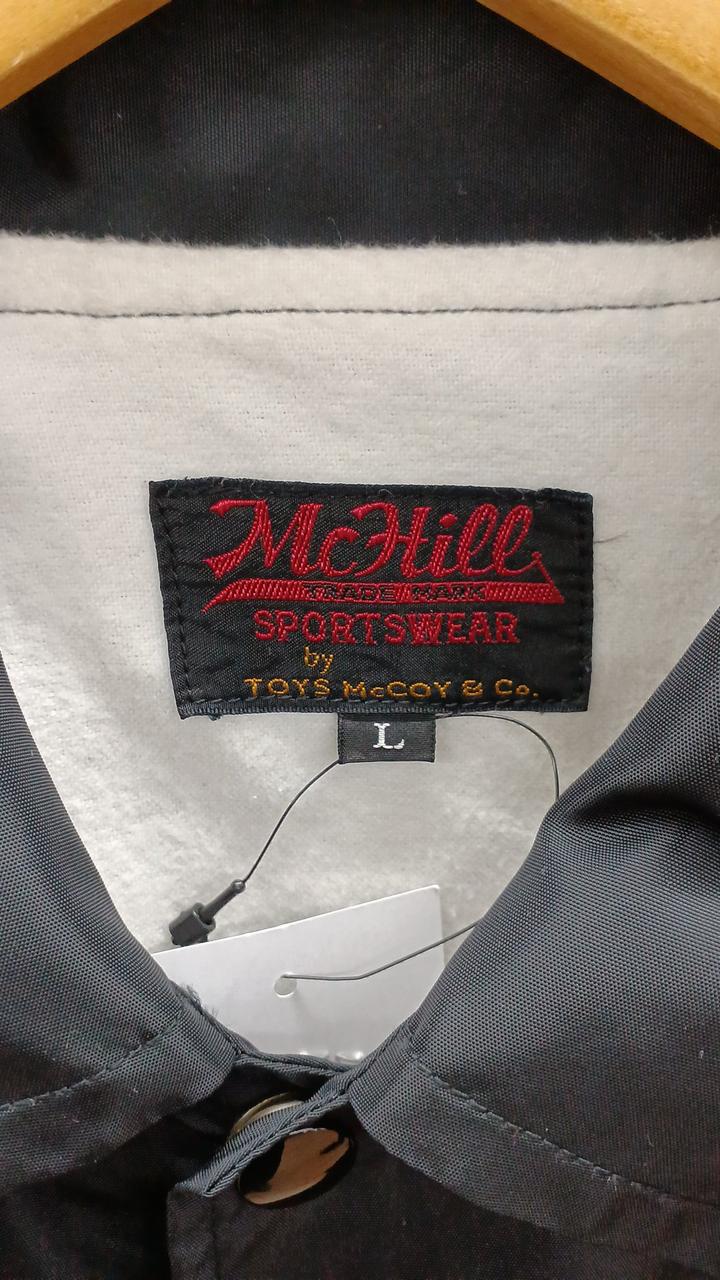 McHill
TRADE MARK
SPORTSWEAR
by
TOYS McCOY & Co.
L